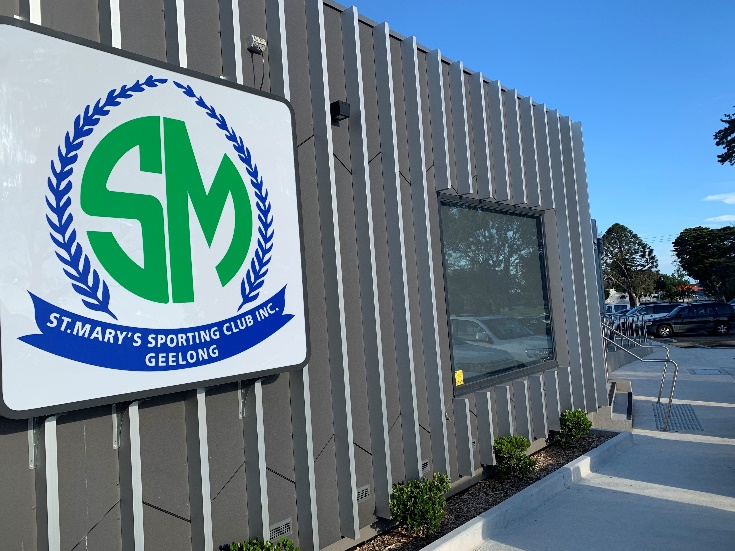 SM
ST.MARY'S SPORTING CLUB INC.
GEELONG